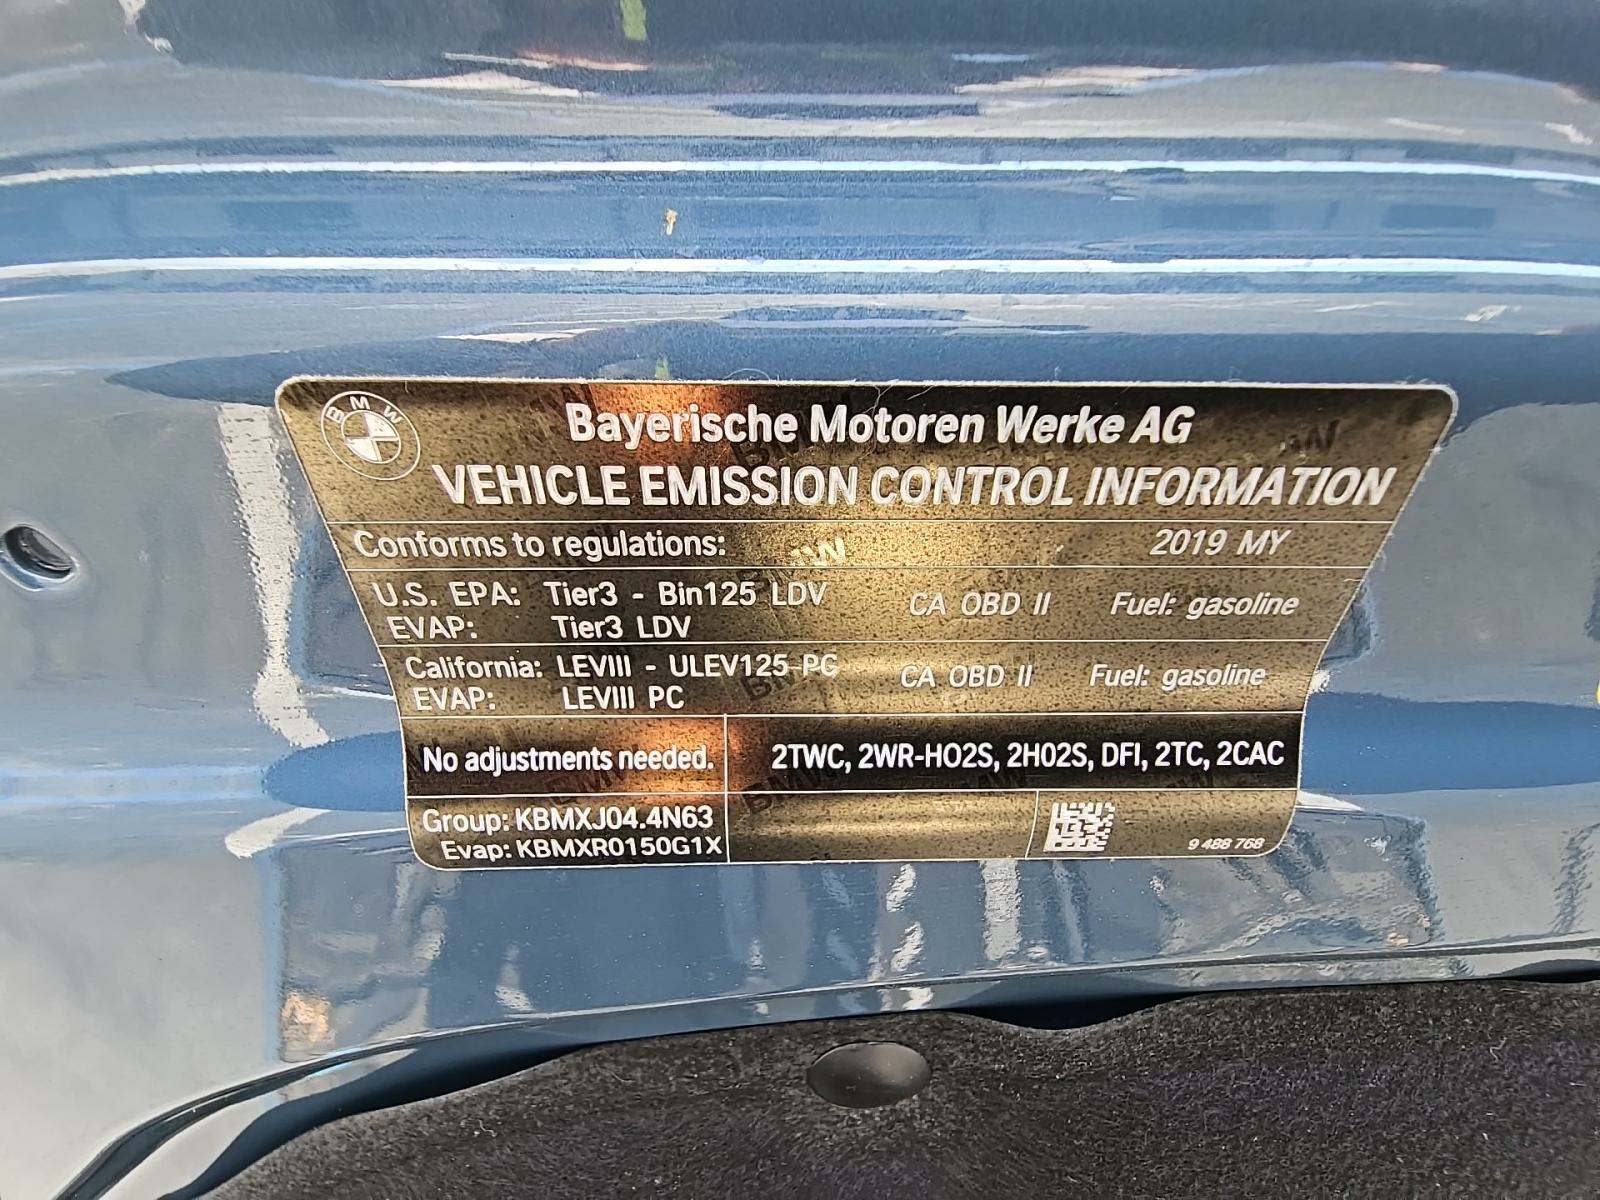 BMW
Bayerische Motoren Werke AG
VEHICLE EMISSION CONTROL INFORMATION
Conforms to regulations: 2019 MY
U.S. EPA: Tier3 - Bin125 LDV CA OBD II Fuel: gasoline
EVAP: Tier3 LDV
California: LEVIII - ULEV125 PC CA OBD II Fuel: gasoline
EVAP: LEVIII PC
No adjustments needed. 2TWC, 2WR-HO2S, 2H02S, DFI, 2TC, 2CAC
Group: KBMXJ04.4N63
Evap: KBMXR0150G1X
9 488 768